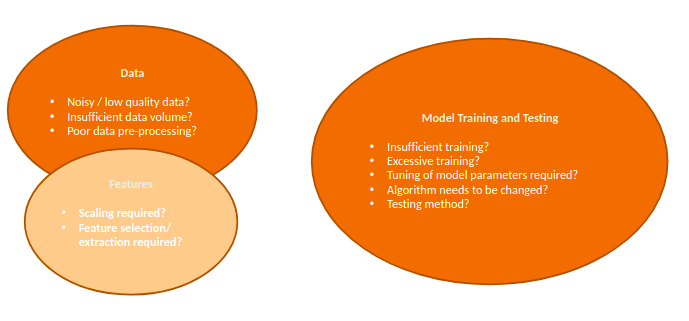 Data
• Noisy / low quality data?
• Insufficient data volume?
• Poor data pre-processing?
Features
• Scaling required?
• Feature selection/
extraction required?
Model Training and Testing
• Insufficient training?
• Excessive training?
• Tuning of model parameters required?
• Algorithm needs to be changed?
• Testing method?